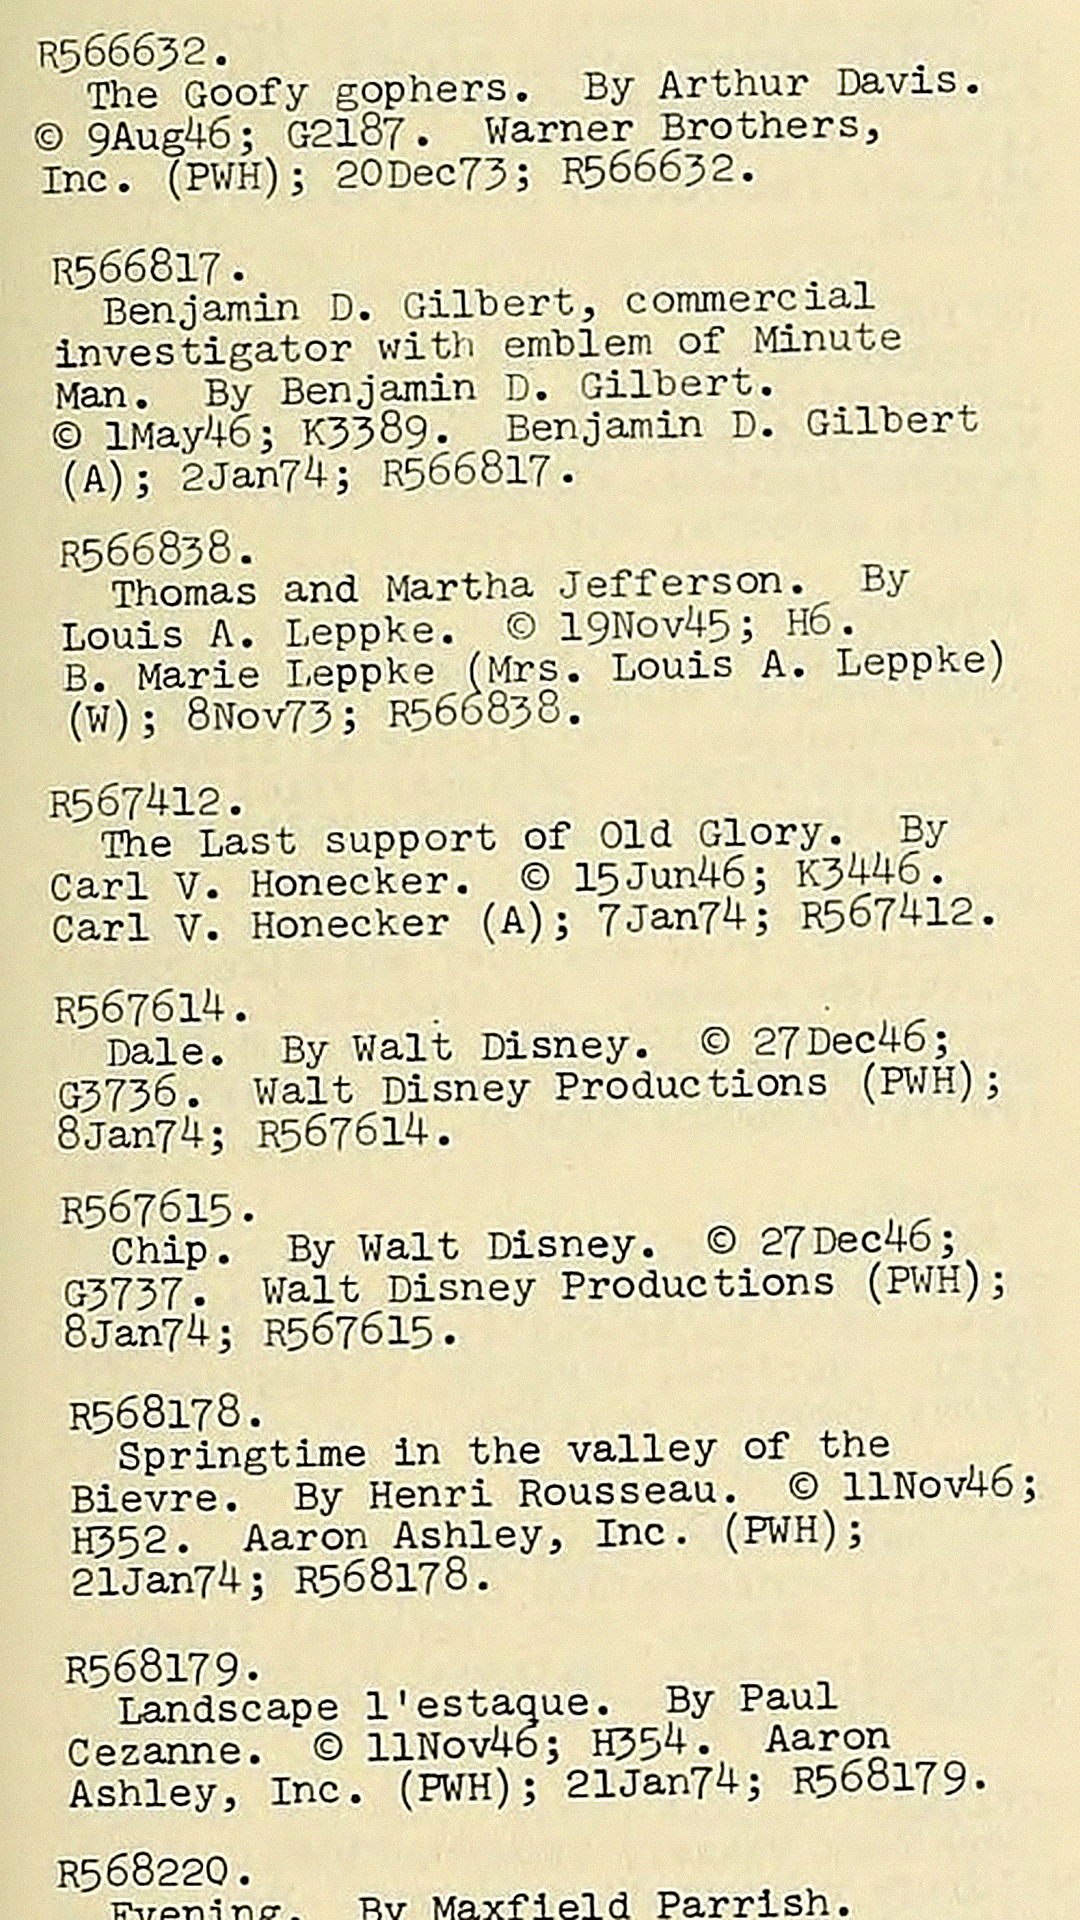 R566632.
The Goofy gophers. By Arthur Davis.
© 9Aug46; G2187. Warner Brothers,
Inc. (PWH); 20Dec73; R566632.
R566817.
Benjamin D. Gilbert, commercial
investigator with emblem of Minute
Man. By Benjamin D. Gilbert.
© 1May46; K3389. Benjamin D. Gilbert
(A); 2Jan74; R566817.
R566838.
Thomas and Martha Jefferson. By
Louis A. Leppke. © 19Nov45; H6.
B. Marie Leppke (Mrs. Louis A. Leppke)
(W); 8Nov73; R566838.
R567412.
The Last support of Old Glory. By
Carl V. Honecker. © 15Jun46; K3446.
Carl V. Honecker (A); 7Jan74; R567412.
R567614.
Dale. By Walt Disney. © 27Dec46;
G3736. Walt Disney Productions (PWH);
8Jan74; R567614.
R567615.
Chip. By Walt Disney. © 27Dec46;
G3737. Walt Disney Productions (PWH);
8Jan74; R567615.
R568178.
Springtime in the valley of the
Bievre. By Henri Rousseau. © 11Nov46;
H352. Aaron Ashley, Inc. (PWH);
21Jan74; R568178.
R568179.
Landscape l'estaque. By Paul
Cezanne. © 11Nov46; H354. Aaron
Ashley, Inc. (PWH); 21Jan74; R568179.
R568220.
Evening. By Maxfield Parrish.